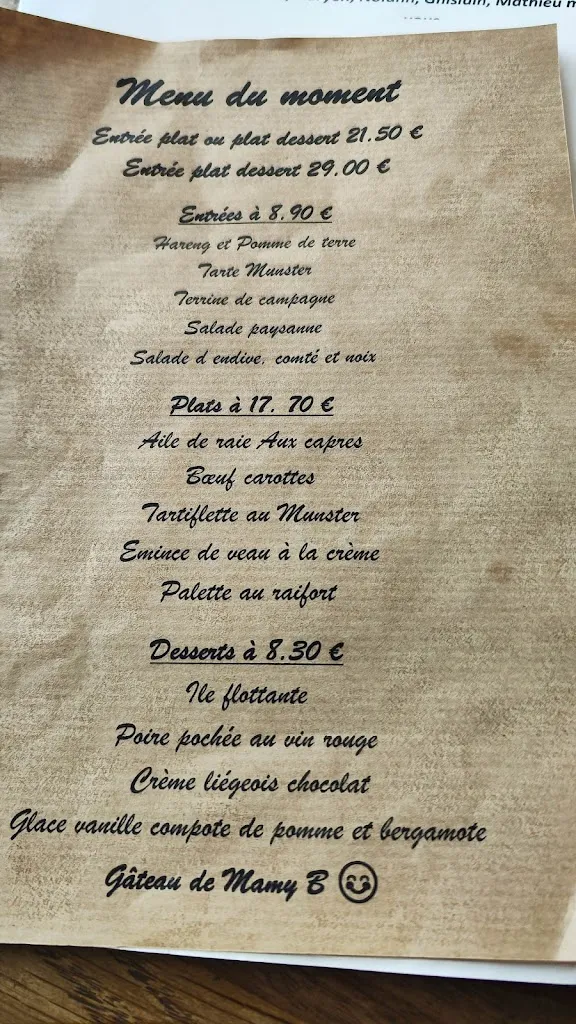 Ghislain, Mathieu
Menu du moment
Entrée plat ou plat dessert 21.50 €
Entrée plat dessert 29.00 €
Entrées à 8.90 €
Hareng et Pomme de terre
Tarte Munster
Terrine de campagne
Salade paysanne
Salade d endive, comté et noix
Plats à 17. 70 €
Aile de raie Aux capres
Bœuf carottes
Tartiflette au Munster
Emince de veau à la crème
Palette au raifort
Desserts à 8.30 €
Ile flottante
Poire pochée au vin rouge
Crème liégeois chocolat
Glace vanille compote de pomme et bergamote
Gâteau de Mamy B